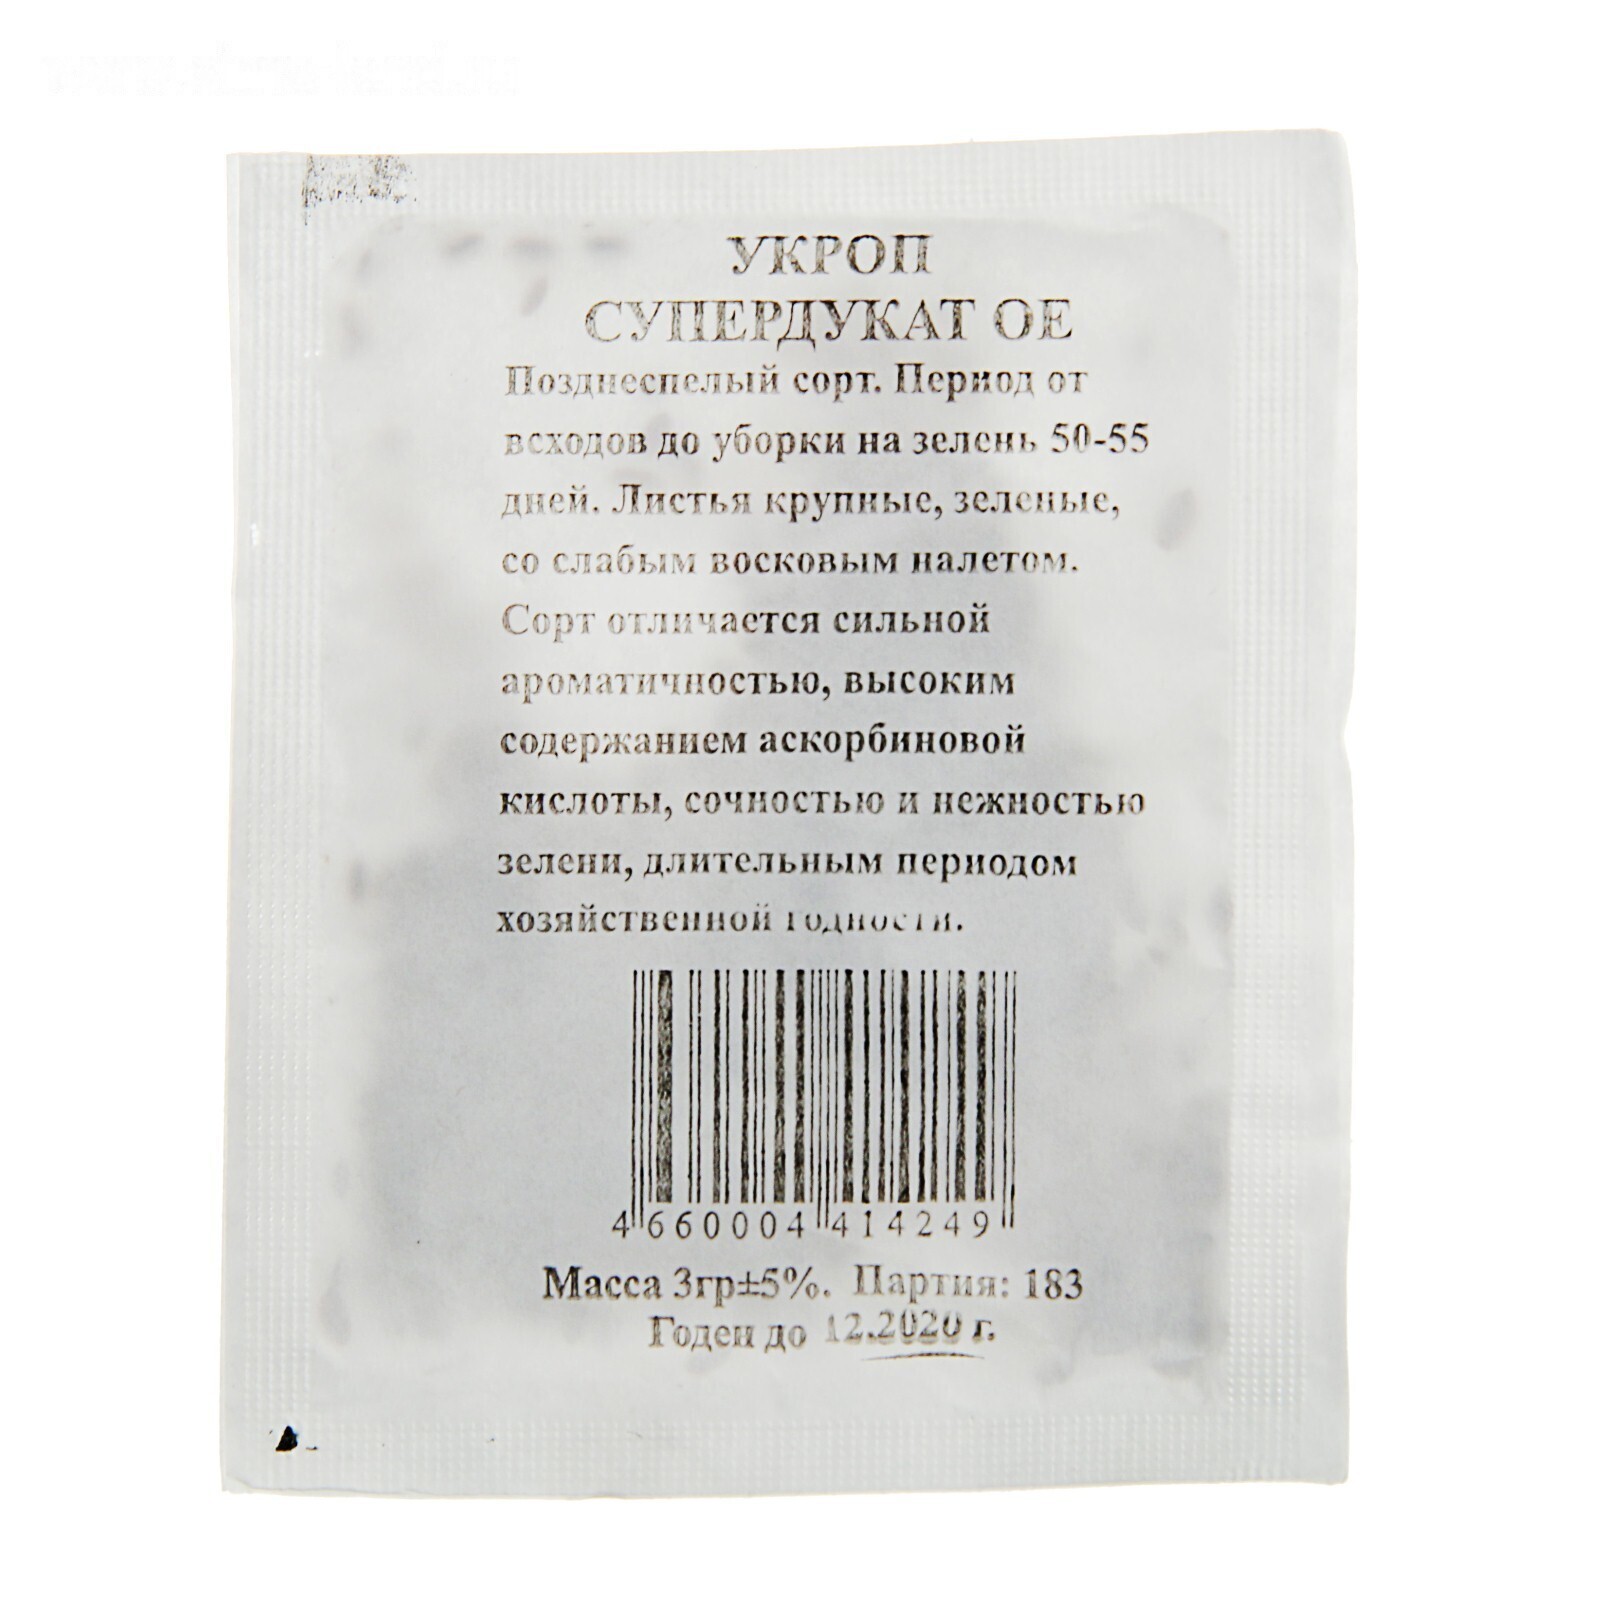 УКРОП
СУПЕРДУКАТ ОЕ
Позднеспелый сорт. Период от
всходов до уборки на зелень 50-55
дней. Листья крупные, зеленые,
со слабым восковым налетом.
Сорт отличается сильной
ароматичностью, высоким
содержанием аскорбиновой
кислоты, сочностью и нежностью
зелени, длительным периодом
хозяйственной годности.
4 660004 414249
Масса 3гр±5%. Партия: 183
Годен до 12.2020 г.